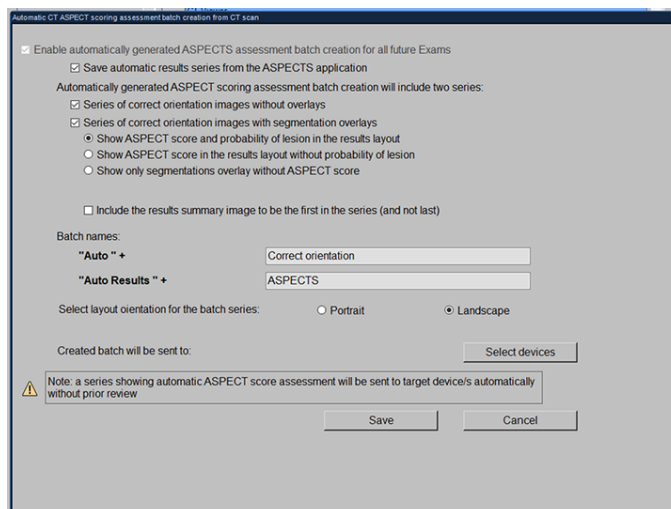 CT Viewer
Automatic CT ASPECT scoring assessment batch creation from CT scan
Enable automatically generated ASPECTS assessment batch creation for all future Exams
Save automatic results series from the ASPECTS application
Automatically generated ASPECT scoring assessment batch creation will include two series:
Series of correct orientation images without overlays
Series of correct orientation images with segmentation overlays
Show ASPECT score and probability of lesion in the results layout
Show ASPECT score in the results layout without probability of lesion
Show only segmentations overlay without ASPECT score
Include the results summary image to be the first in the series (and not last)
Batch names:
"Auto " + Correct orientation
"Auto Results " + ASPECTS
Select layout oientation for the batch series: Portrait Landscape
Created batch will be sent to: Select devices
Note: a series showing automatic ASPECT score assessment will be sent to target device/s automatically
without prior review
Save Cancel